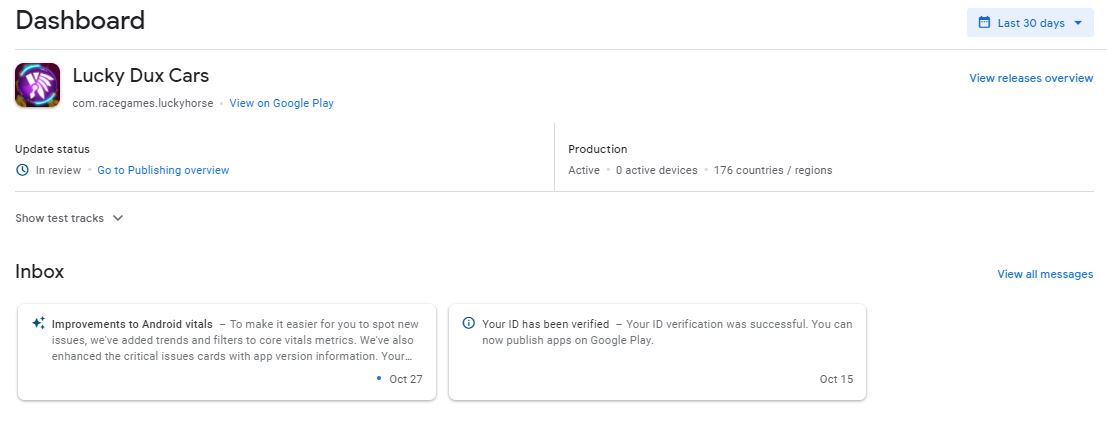 Dashboard
Last 30 days
Lucky Dux Cars
View releases overview
com.racegames.luckyhorse • View on Google Play
Update status
In review • Go to Publishing overview
Production
Active • 0 active devices • 176 countries / regions
Show test tracks
Inbox
View all messages
Improvements to Android vitals – To make it easier for you to spot new
issues, we've added trends and filters to core vitals metrics. We've also
enhanced the critical issues cards with app version information. Your...
• Oct 27
Your ID has been verified – Your ID verification was successful. You can
now publish apps on Google Play.
Oct 15